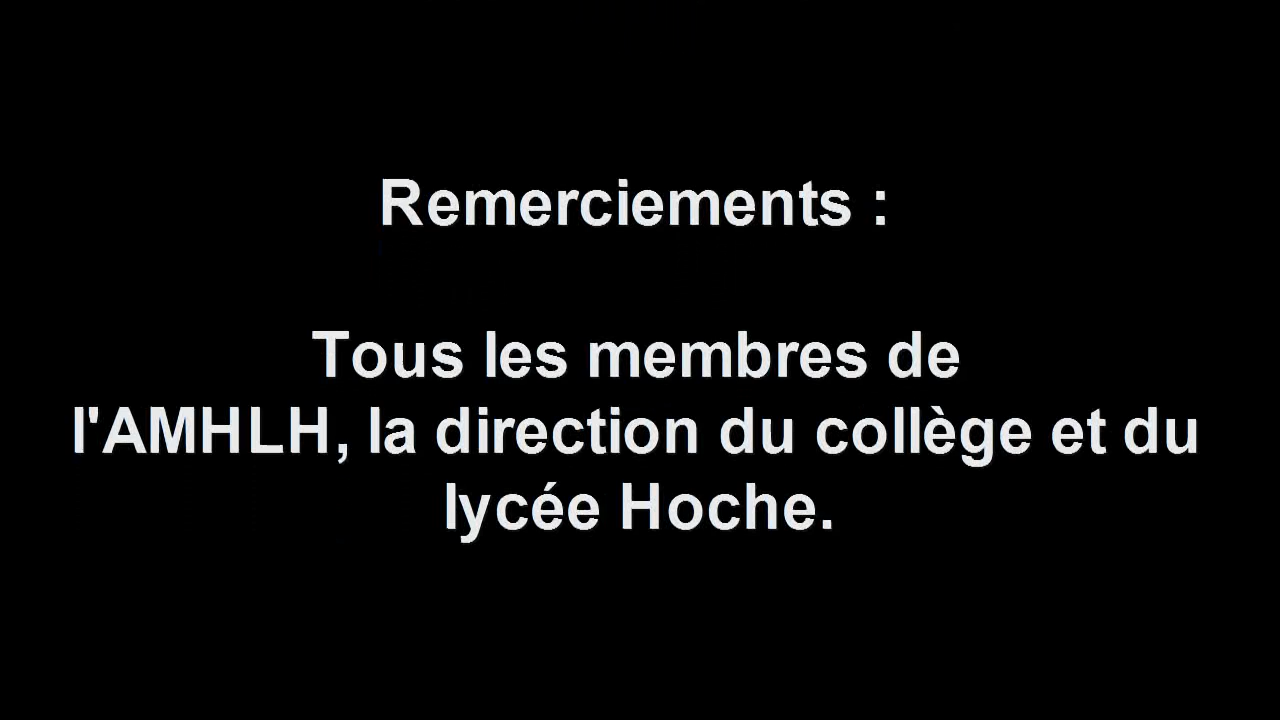 Remerciements :
Tous les membres de
l'AMHLH, la direction du collège et du
lycée Hoche.